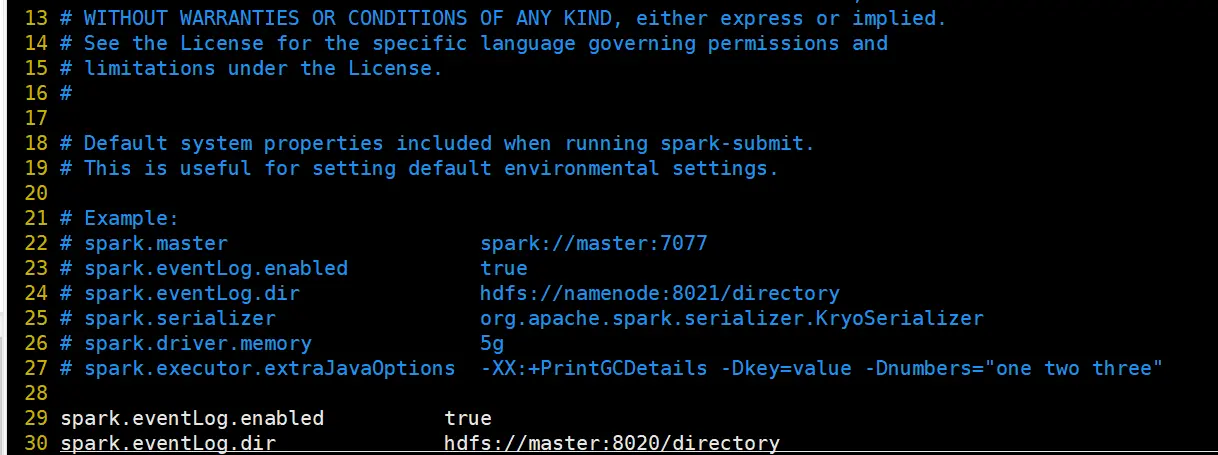 13 # WITHOUT WARRANTIES OR CONDITIONS OF ANY KIND, either express or implied.
14 # See the License for the specific language governing permissions and
15 # limitations under the License.
16 #
17
18 # Default system properties included when running spark-submit.
19 # This is useful for setting default environmental settings.
20
21 # Example:
22 # spark.master                     spark://master:7077
23 # spark.eventLog.enabled           true
24 # spark.eventLog.dir               hdfs://namenode:8021/directory
25 # spark.serializer                 org.apache.spark.serializer.KryoSerializer
26 # spark.driver.memory              5g
27 # spark.executor.extraJavaOptions  -XX:+PrintGCDetails -Dkey=value -Dnumbers="one two three"
28
29 spark.eventLog.enabled          true
30 spark.eventLog.dir              hdfs://master:8020/directory